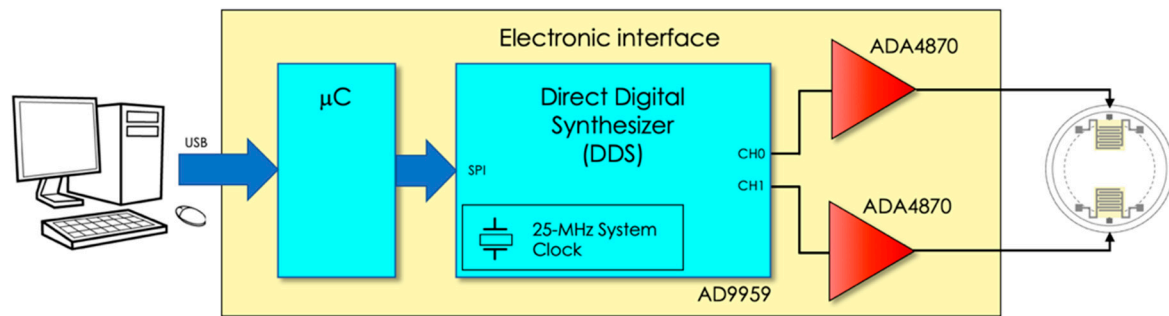 Electronic interface
ADA4870
μC
Direct Digital
Synthesizer
(DDS)
USB
SPI
CH0
CH1
25-MHz System
Clock
ADA4870
AD9959